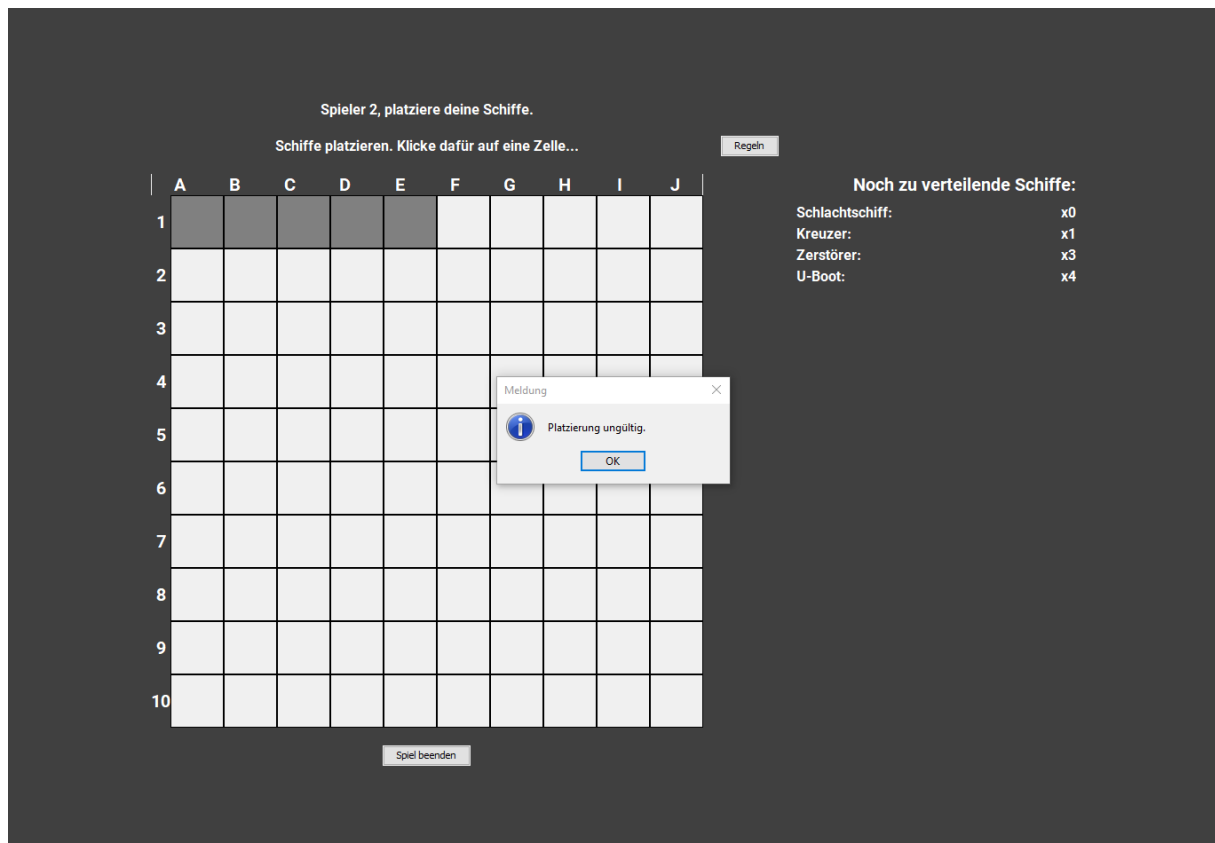 Spieler 2, platziere deine Schiffe.
Schiffe platzieren. Klicke dafür auf eine Zelle...
Regeln
A B C D E F G H I J
Noch zu verteilende Schiffe:
Schlachtschiff: x0
Kreuzer: x1
Zerstörer: x3
U-Boot: x4
1
2
3
4
5
6
7
8
9
10
Meldung
Platzierung ungültig.
OK
Spiel beenden